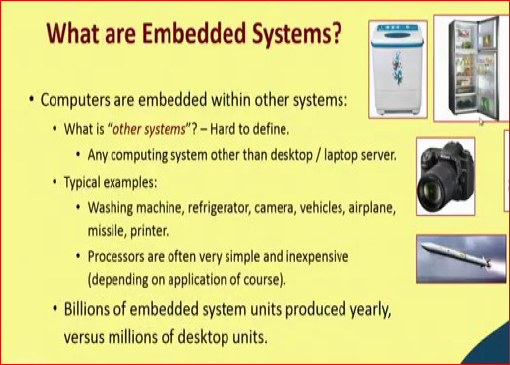 What are Embedded Systems?
• Computers are embedded within other systems:
• What is "other systems"? – Hard to define.
• Any computing system other than desktop / laptop server.
• Typical examples:
• Washing machine, refrigerator, camera, vehicles, airplane,
missile, printer.
• Processors are often very simple and inexpensive
(depending on application of course).
• Billions of embedded system units produced yearly,
versus millions of desktop units.